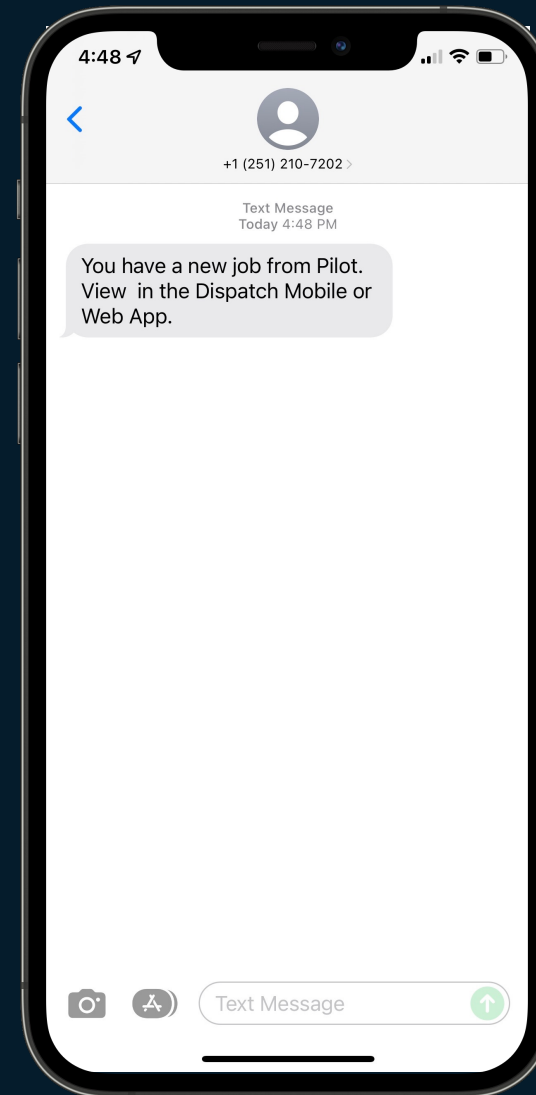 4:48
+1 (251) 210-7202
Text Message
Today 4:48 PM
You have a new job from Pilot.
View  in the Dispatch Mobile or
Web App.
Text Message